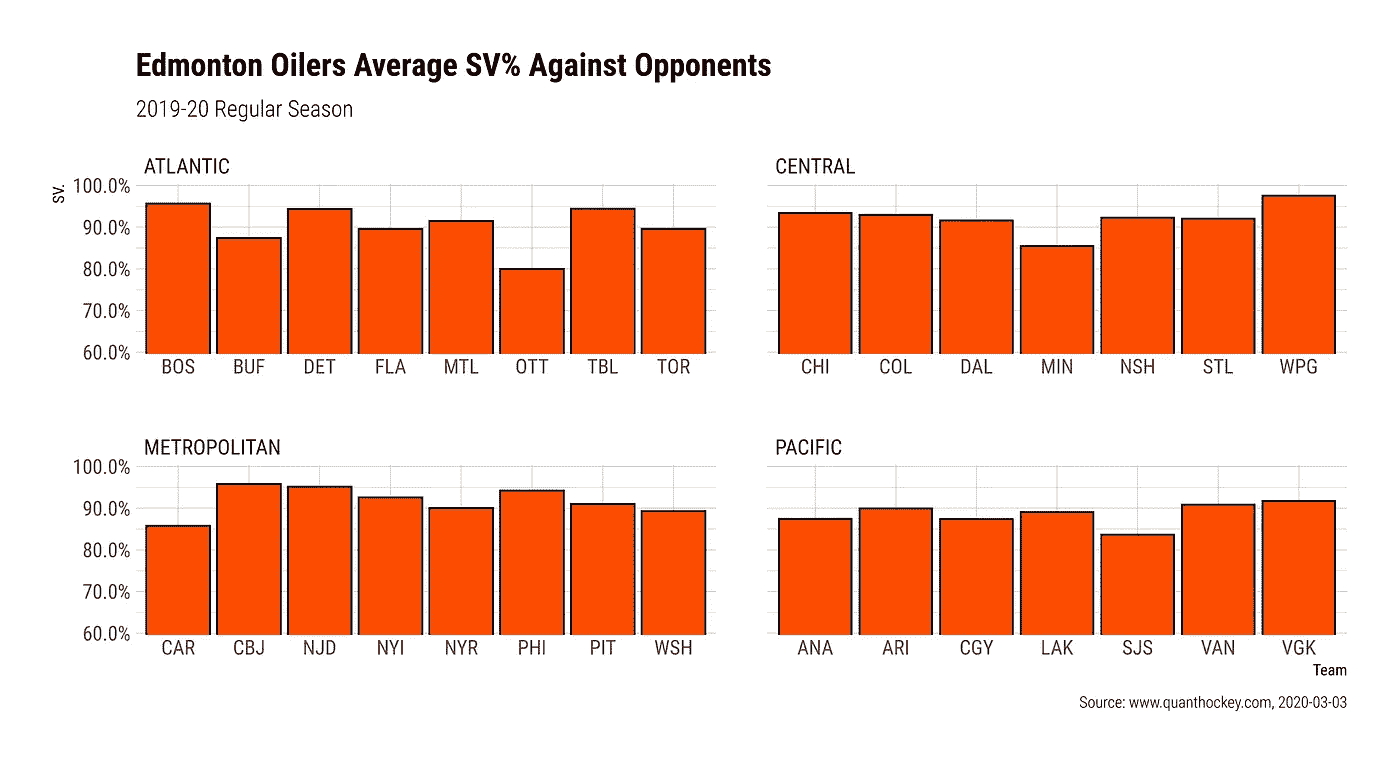 Edmonton Oilers Average SV% Against Opponents
2019-20 Regular Season
ATLANTIC
SV.
100.0%
90.0%
80.0%
70.0%
60.0%
BOS BUF DET FLA MTL OTT TBL TOR
CENTRAL
CHI COL DAL MIN NSH STL WPG
METROPOLITAN
100.0%
90.0%
80.0%
70.0%
60.0%
CAR CBJ NJD NYI NYR PHI PIT WSH
PACIFIC
ANA ARI CGY LAK SJS VAN VGK
Team
Source: www.quanthockey.com, 2020-03-03